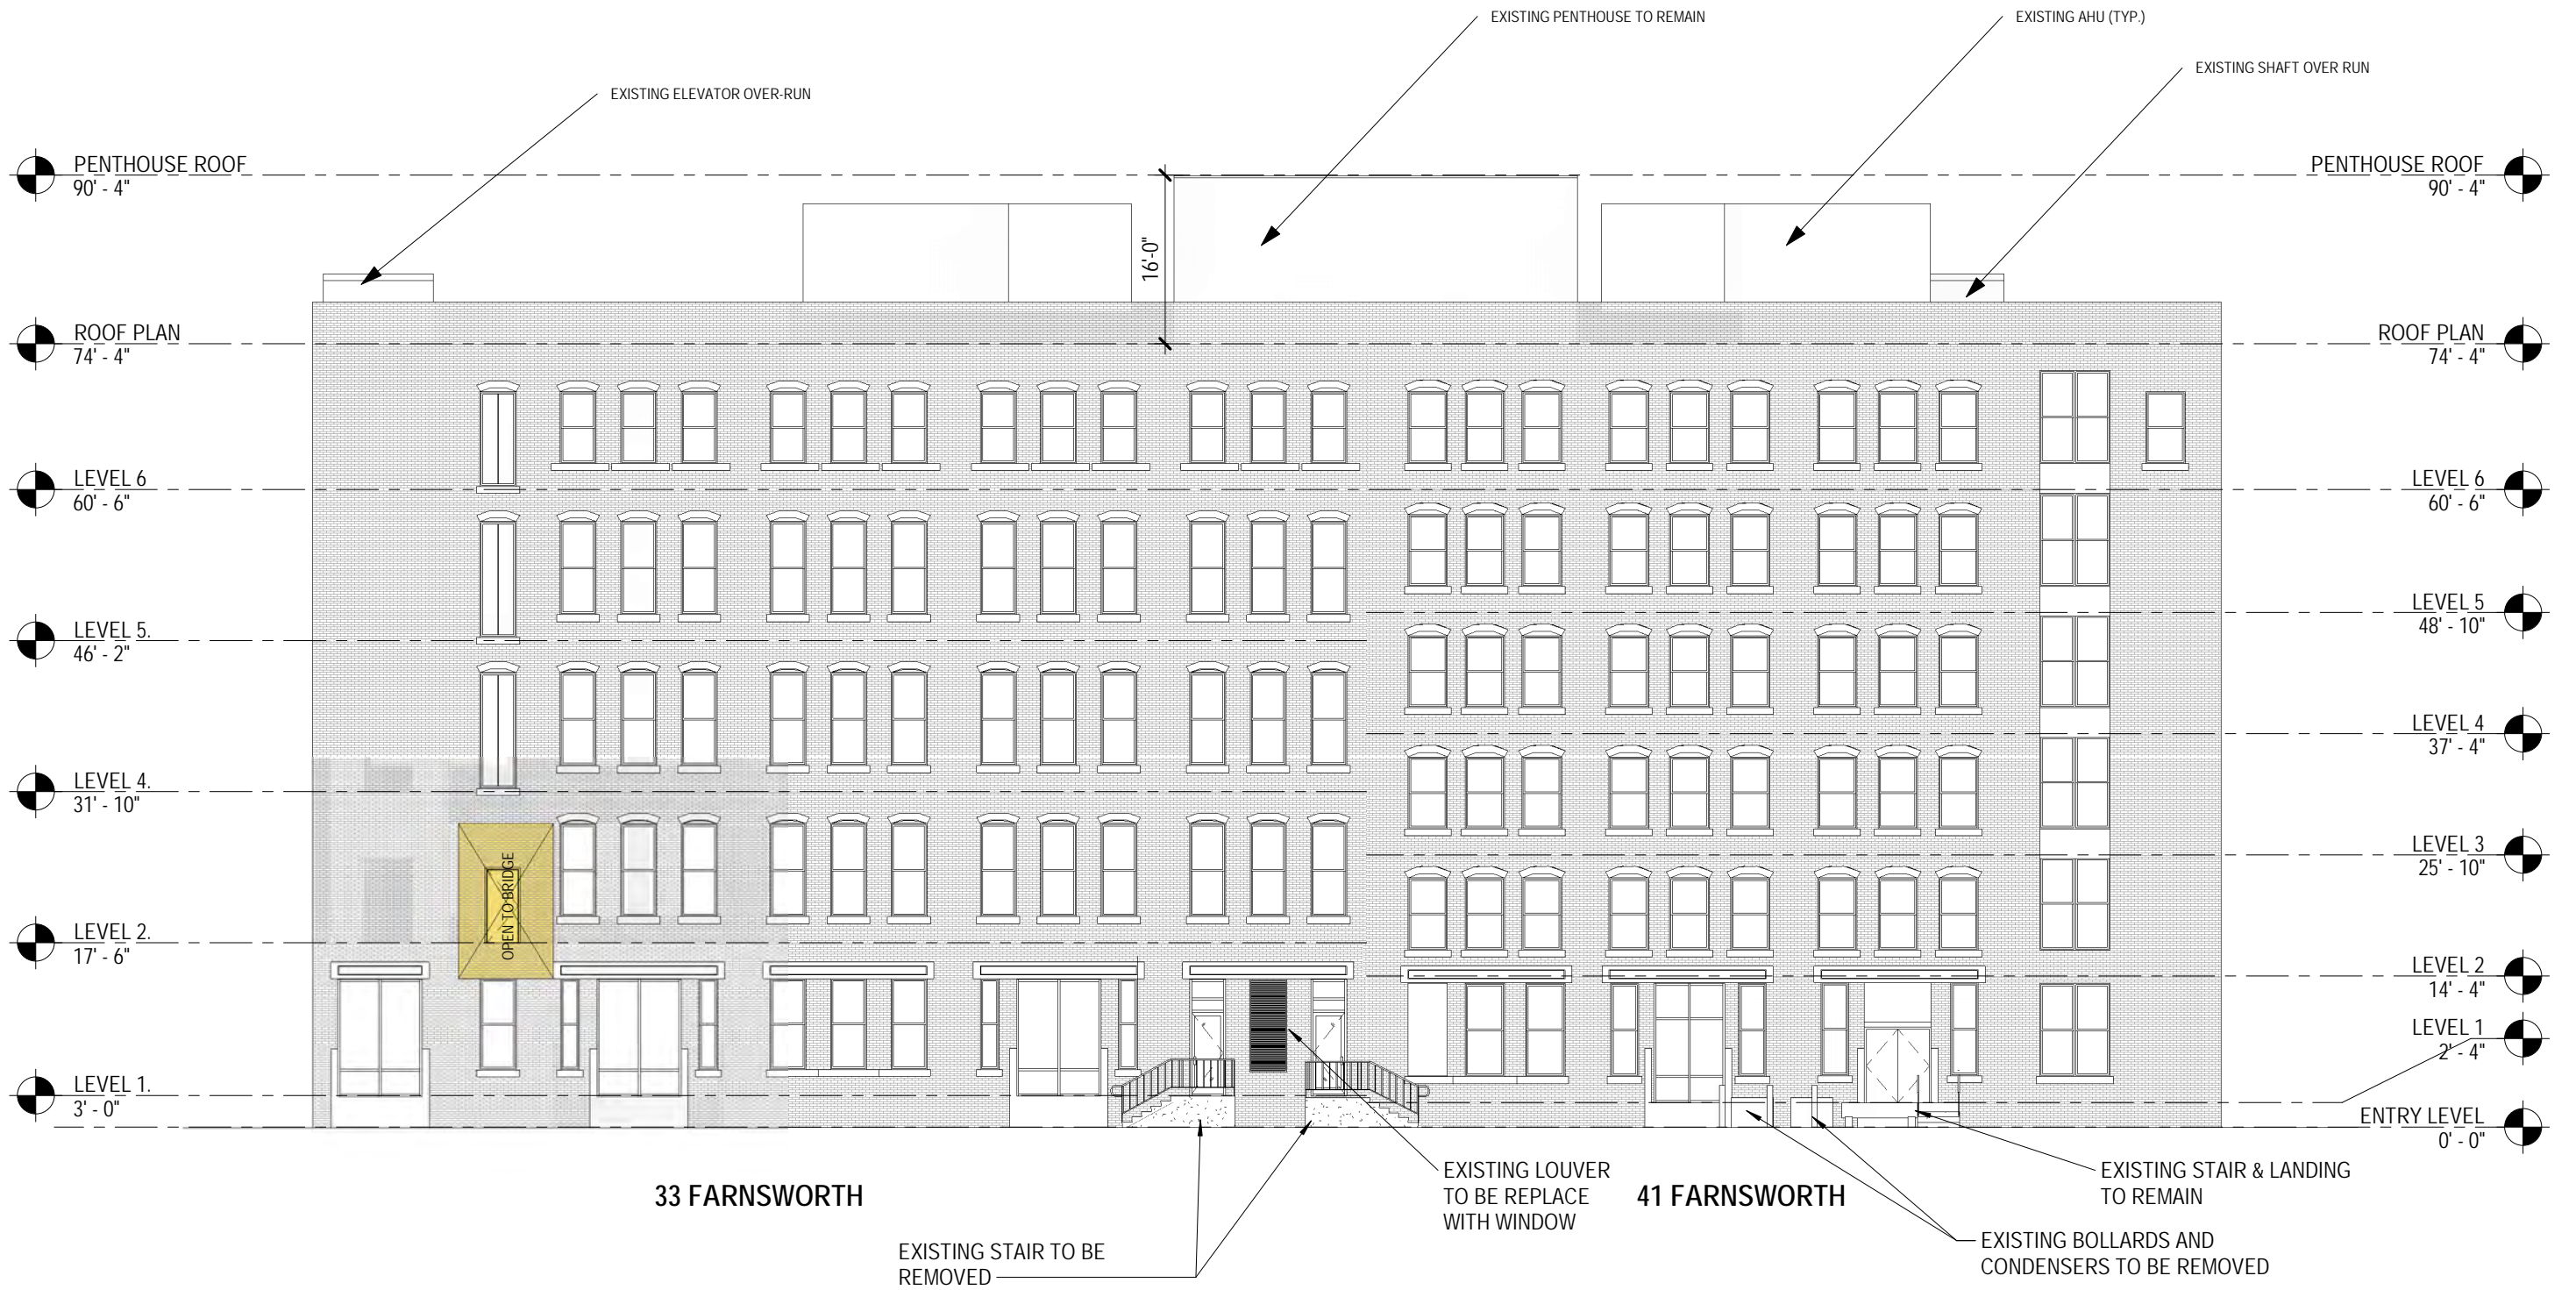 EXISTING PENTHOUSE TO REMAIN
EXISTING AHU (TYP.)
EXISTING SHAFT OVER RUN
EXISTING ELEVATOR OVER-RUN
PENTHOUSE ROOF
90' - 4"
PENTHOUSE ROOF
90' - 4"
16'-0"
ROOF PLAN
74' - 4"
ROOF PLAN
74' - 4"
LEVEL 6
60' - 6"
LEVEL 6
60' - 6"
LEVEL 5
48' - 10"
LEVEL 5.
46' - 2"
LEVEL 4
37' - 4"
LEVEL 4.
31' - 10"
LEVEL 3
25' - 10"
OPEN TO BRIDGE
LEVEL 2.
17' - 6"
LEVEL 2
14' - 4"
LEVEL 1
2' - 4"
LEVEL 1.
3' - 0"
ENTRY LEVEL
0' - 0"
33 FARNSWORTH
EXISTING LOUVER
TO BE REPLACE
WITH WINDOW
41 FARNSWORTH
EXISTING STAIR & LANDING
TO REMAIN
EXISTING STAIR TO BE
REMOVED
EXISTING BOLLARDS AND
CONDENSERS TO BE REMOVED